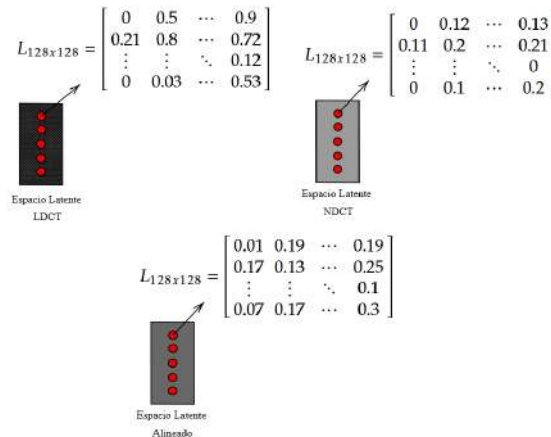 L128x128 = [ 0 0.5 ⋯ 0.9
0.21 0.8 ⋯ 0.72
⋮ ⋮ ⋱ 0.12
0 0.03 ⋯ 0.53 ]
Espacio Latente
LDCT
L128x128 = [ 0 0.12 ⋯ 0.13
0.11 0.2 ⋯ 0.21
⋮ ⋮ ⋱ 0
0 0.1 ⋯ 0.2 ]
Espacio Latente
NDCT
L128x128 = [ 0.01 0.19 ⋯ 0.19
0.17 0.13 ⋯ 0.25
⋮ ⋮ ⋱ 0.1
0.07 0.17 ⋯ 0.3 ]
Espacio Latente
Alineado